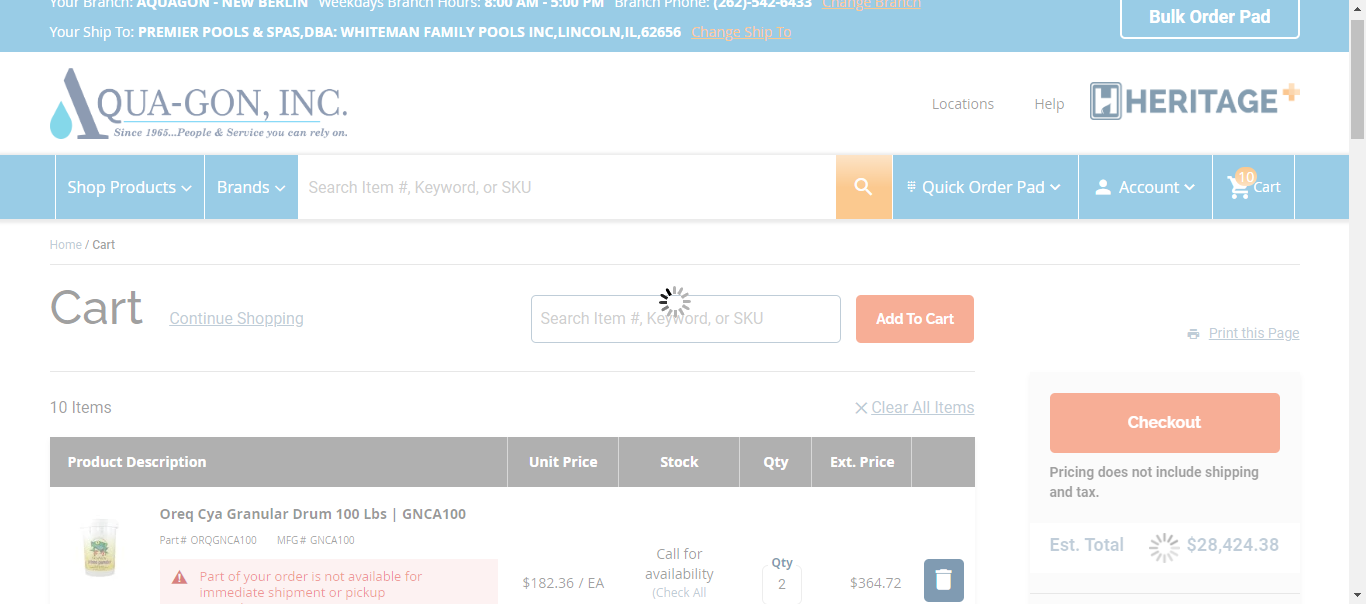 Your Branch: AQUAGON - NEW BERLIN Weekdays Branch Hours: 8:00 AM - 5:00 PM Branch Phone: (262)-542-6433 Change Branch
Bulk Order Pad
Your Ship To: PREMIER POOLS & SPAS,DBA: WHITEMAN FAMILY POOLS INC,LINCOLN,IL,62656 Change Ship To
AQUA-GON, INC.
Since 1965...People & Service you can rely on.
Locations Help HERITAGE+
Shop Products Brands Search Item #, Keyword, or SKU Quick Order Pad Account 10 Cart
Home / Cart
Cart Continue Shopping Search Item #, Keyword, or SKU Add To Cart
Print this Page
10 Items Clear All Items
Checkout
Product Description Unit Price Stock Qty Ext. Price
Pricing does not include shipping
and tax.
Oreq Cya Granular Drum 100 Lbs | GNCA100
Part# ORQGNCA100 MFG# GNCA100
Est. Total $28,424.38
Part of your order is not available for
immediate shipment or pickup
$182.36 / EA
Call for
availability
(Check All
Qty
2
$364.72